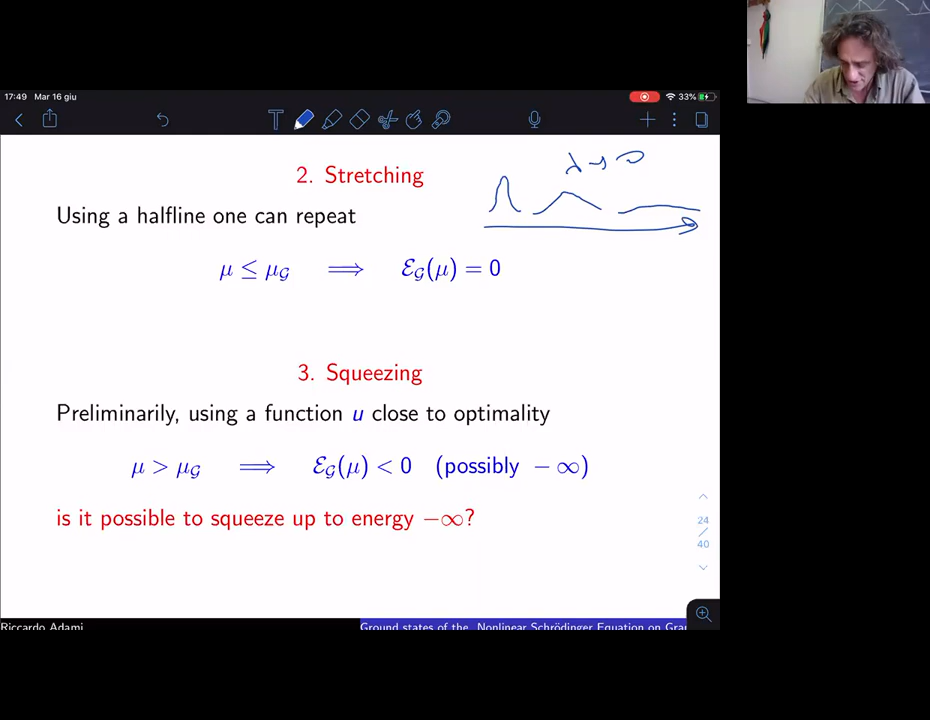 17:49 Mar 16 giu
33%
2. Stretching
λ → 0
Using a halfline one can repeat
μ ≤ μ_𝒢 ⟹ ℰ_𝒢(μ) = 0
3. Squeezing
Preliminarily, using a function u close to optimality
μ > μ_𝒢 ⟹ ℰ_𝒢(μ) < 0 (possibly − ∞)
is it possible to squeeze up to energy −∞?
24
/
40
Riccardo Adami
Ground states of the Nonlinear Schrödinger Equation on Gra